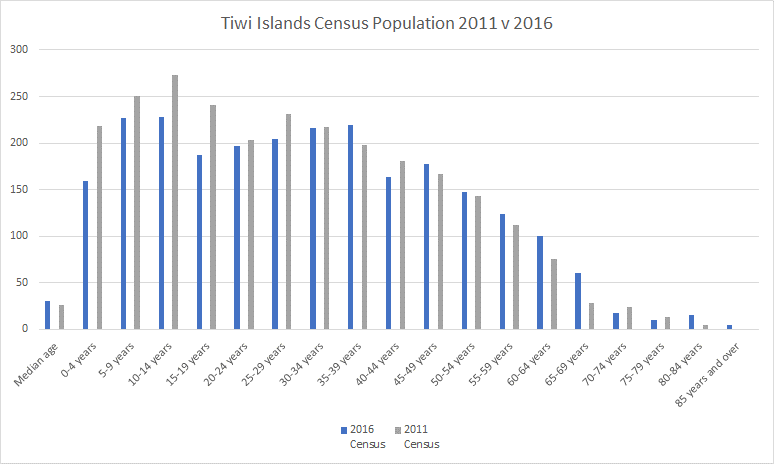 Tiwi Islands Census Population 2011 v 2016
300
250
200
150
100
50
0
Median age
0-4 years
5-9 years
10-14 years
15-19 years
20-24 years
25-29 years
30-34 years
35-39 years
40-44 years
45-49 years
50-54 years
55-59 years
60-64 years
65-69 years
70-74 years
75-79 years
80-84 years
85 years and over
2016
Census
2011
Census